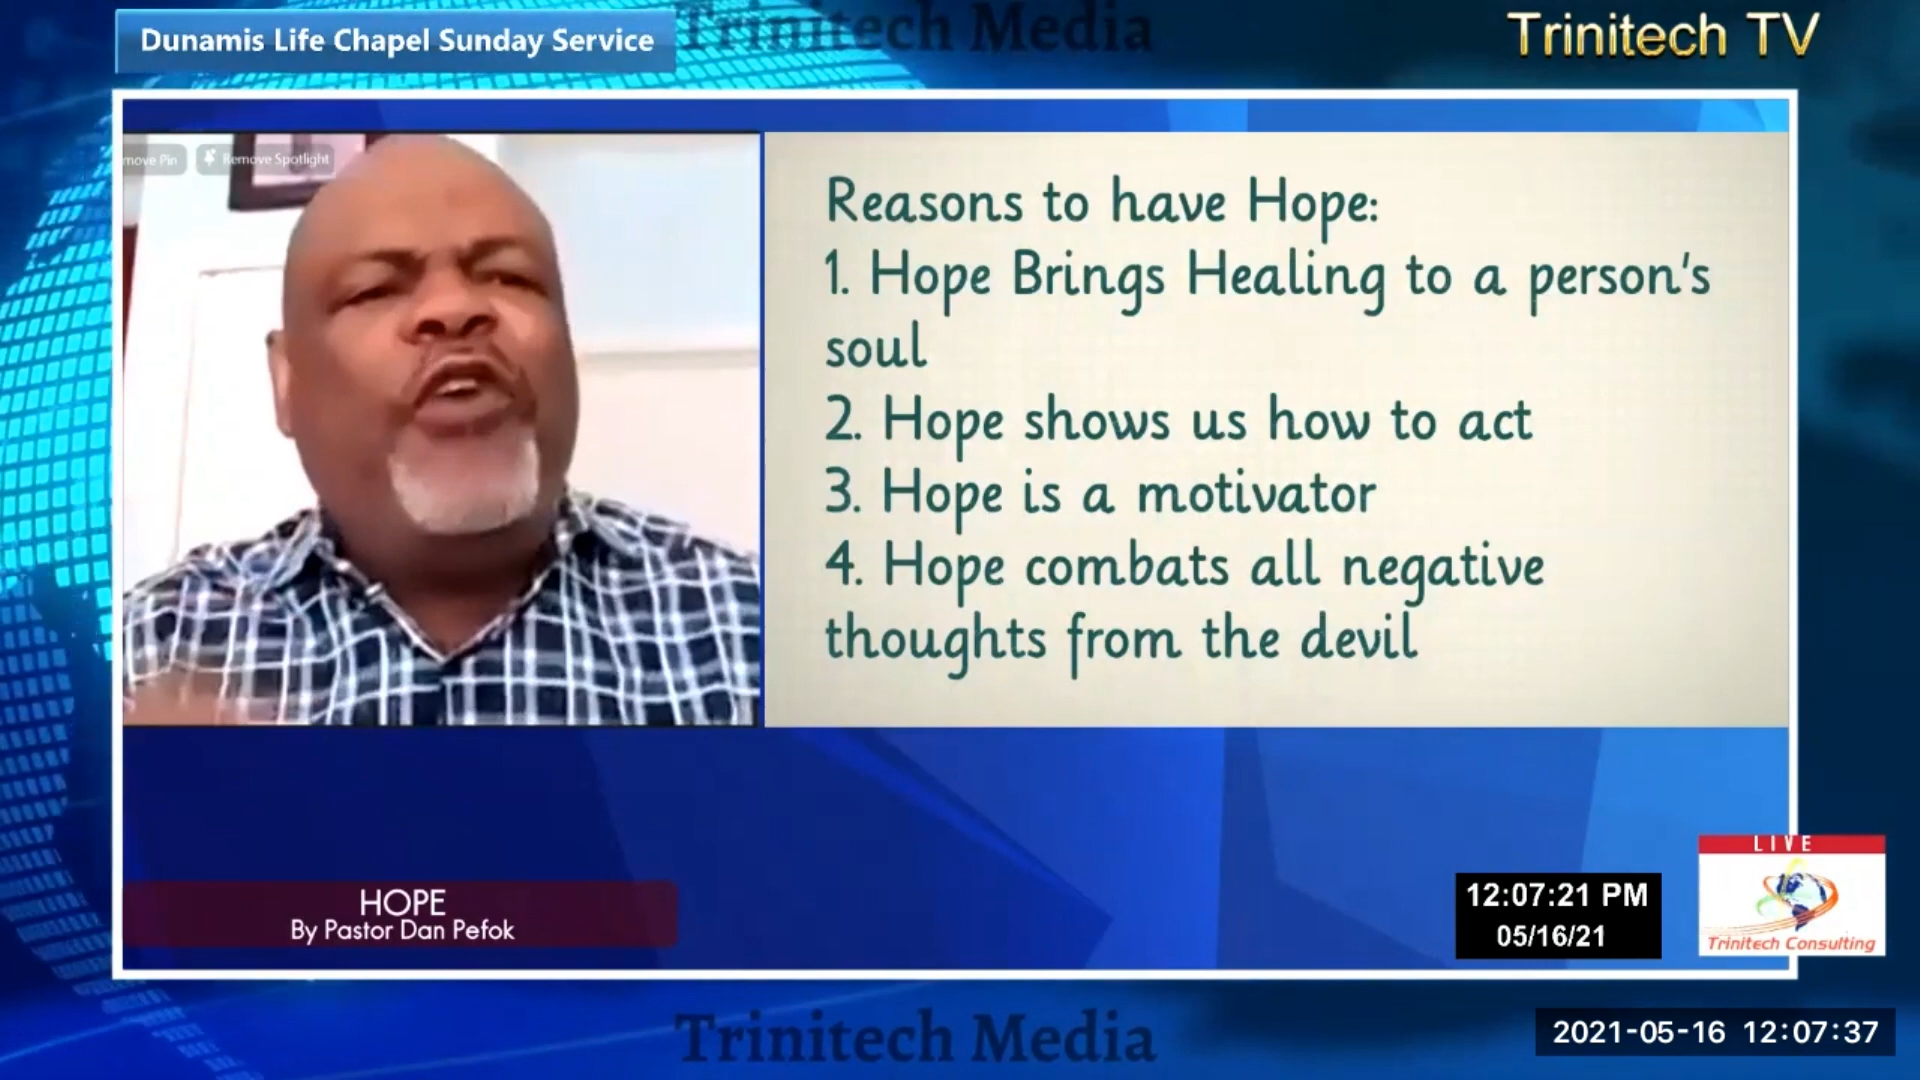 Trinitech Media
Dunamis Life Chapel Sunday Service
Trinitech TV
move Pin
Remove Spotlight
Reasons to have Hope:
1. Hope Brings Healing to a person's
soul
2. Hope shows us how to act
3. Hope is a motivator
4. Hope combats all negative
thoughts from the devil
HOPE
By Pastor Dan Pefok
12:07:21 PM
05/16/21
LIVE
Trinitech Consulting
Trinitech Media
2021-05-16 12:07:37